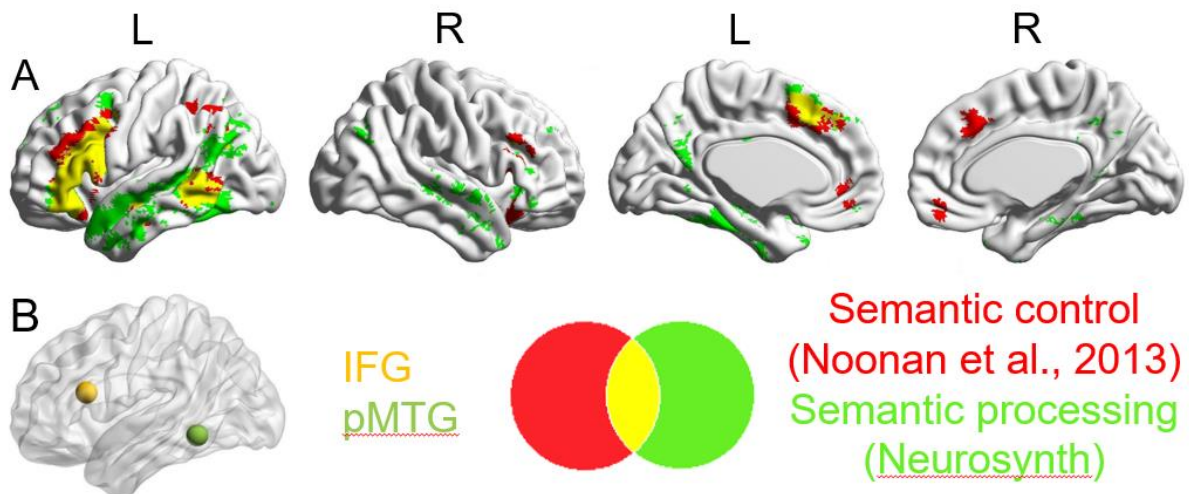 L
R
L
R
A
B
IFG
pMTG
Semantic control
(Noonan et al., 2013)
Semantic processing
(Neurosynth)